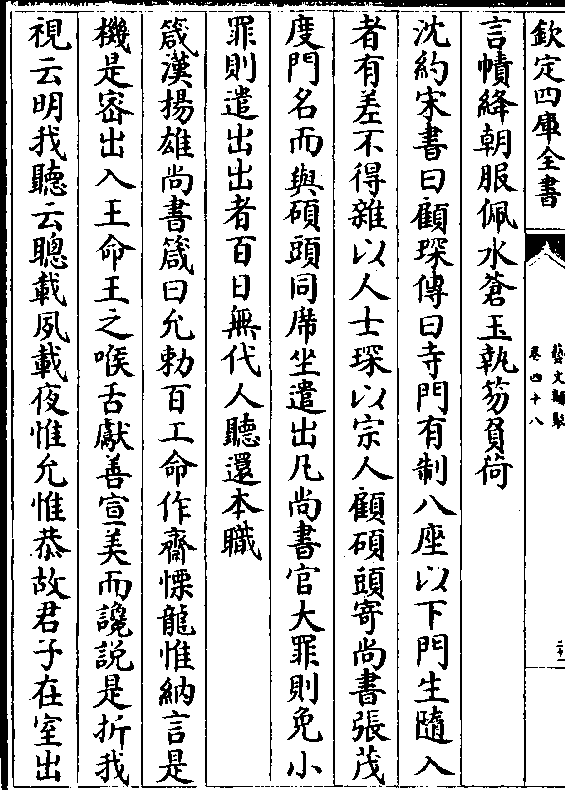 欽定四庫全書
藝文類聚
卷四十八
言幘絳朝服佩水蒼玉執笏負荷
沈約宋書曰顧琛傳曰寺門有制八座以下門生隨入
者有差不得雜以人士琛以宗人顧碩頭寄尚書張茂
度門名而與碩頭同席坐遣出凡尚書官大罪則免小
罪則遣出出者百日無代人聽還本職
箴漢揚雄尚書箴曰允勅百工命作齋慄龍惟納言是
機是密出入王命王之喉舌獻善宣美而讒説是折我
視云明我聽云聰載夙載夜惟允惟恭故君子在室出